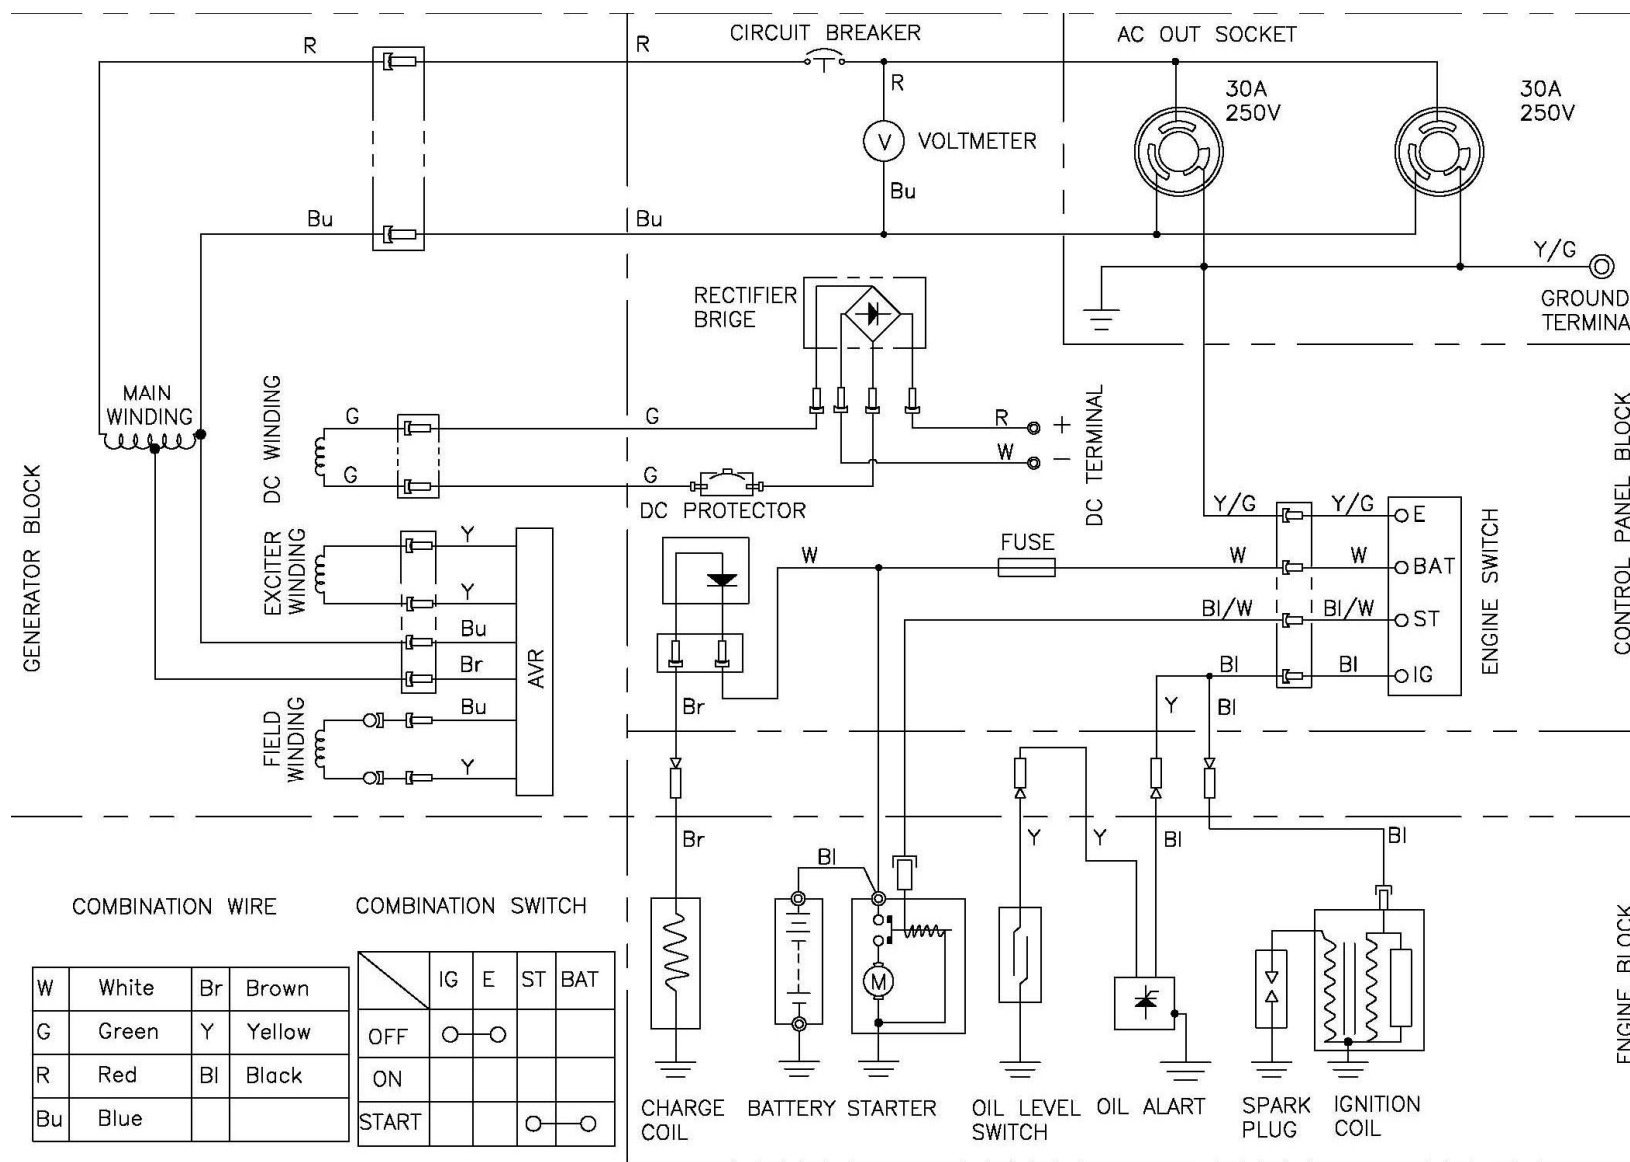 R
R
CIRCUIT BREAKER
AC OUT SOCKET
R
30A
250V
30A
250V
V
VOLTMETER
Bu
Bu
Bu
Y/G
GROUND
TERMINA
RECTIFIER
BRIGE
MAIN
WINDING
DC WINDING
G
G
G
G
R
+
W
−
DC TERMINAL
DC PROTECTOR
GENERATOR BLOCK
CONTROL PANEL BLOCK
EXCITER
WINDNG
Y
Y
Bu
Br
AVR
FIELD
WINDING
Bu
Y
W
FUSE
Y/G
Y/G
E
W
W
BAT
Bl/W
Bl/W
ST
Bl
Bl
IG
ENGINE SWITCH
Br
Y
Bl
Br
Y
Y
Bl
Bl
Bl
M
ENGINE BLOCK
CHARGE
COIL
BATTERY
STARTER
OIL LEVEL
SWITCH
OIL ALART
SPARK
PLUG
IGNITION
COIL
COMBINATION WIRE
W White Br Brown
G Green Y Yellow
R Red Bl Black
Bu Blue
COMBINATION SWITCH
IG E ST BAT
OFF
ON
START